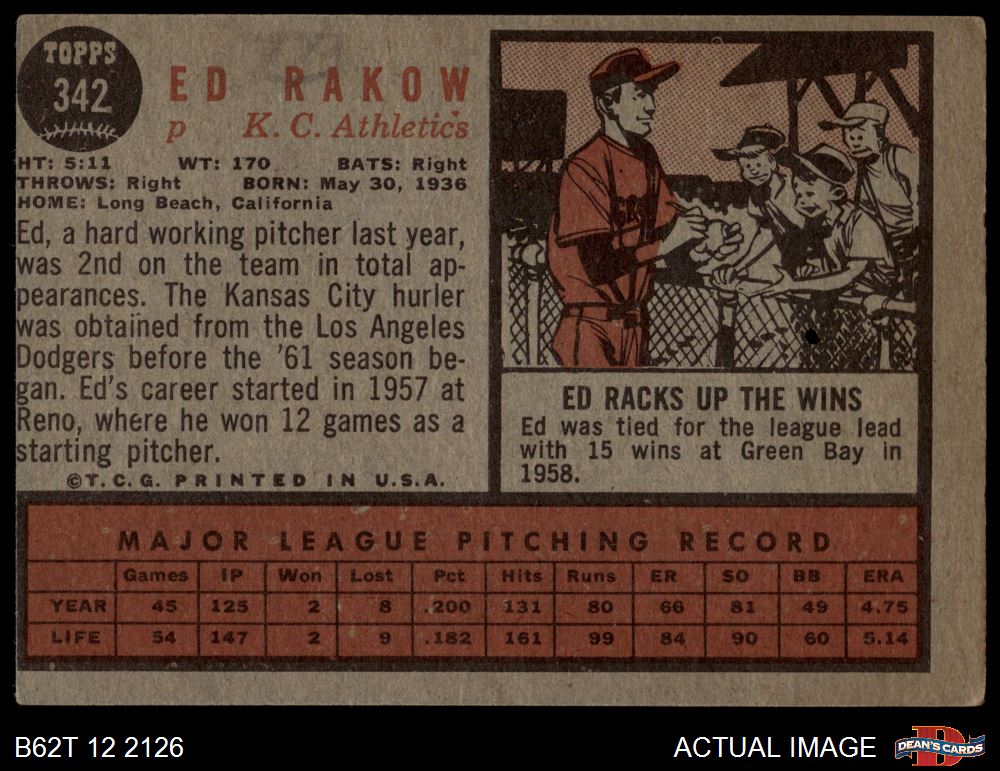 TOPPS
342
ED RAKOW
p K. C. Athletics
HT: 5:11 WT: 170 BATS: Right
THROWS: Right BORN: May 30, 1936
HOME: Long Beach, California
Ed, a hard working pitcher last year,
was 2nd on the team in total ap-
pearances. The Kansas City hurler
was obtained from the Los Angeles
Dodgers before the '61 season be-
gan. Ed's career started in 1957 at
Reno, where he won 12 games as a
starting pitcher.
©T. C. G. PRINTED IN U.S.A.
ED RACKS UP THE WINS
Ed was tied for the league lead
with 15 wins at Green Bay in
1958.
MAJOR LEAGUE PITCHING RECORD
Games IP Won Lost Pct Hits Runs ER SO BB ERA
YEAR 45 125 2 8 .200 131 80 66 81 49 4.75
LIFE 54 147 2 9 .182 161 99 84 90 60 5.14
B62T 12 2126
ACTUAL IMAGE
DEAN'S CARDS